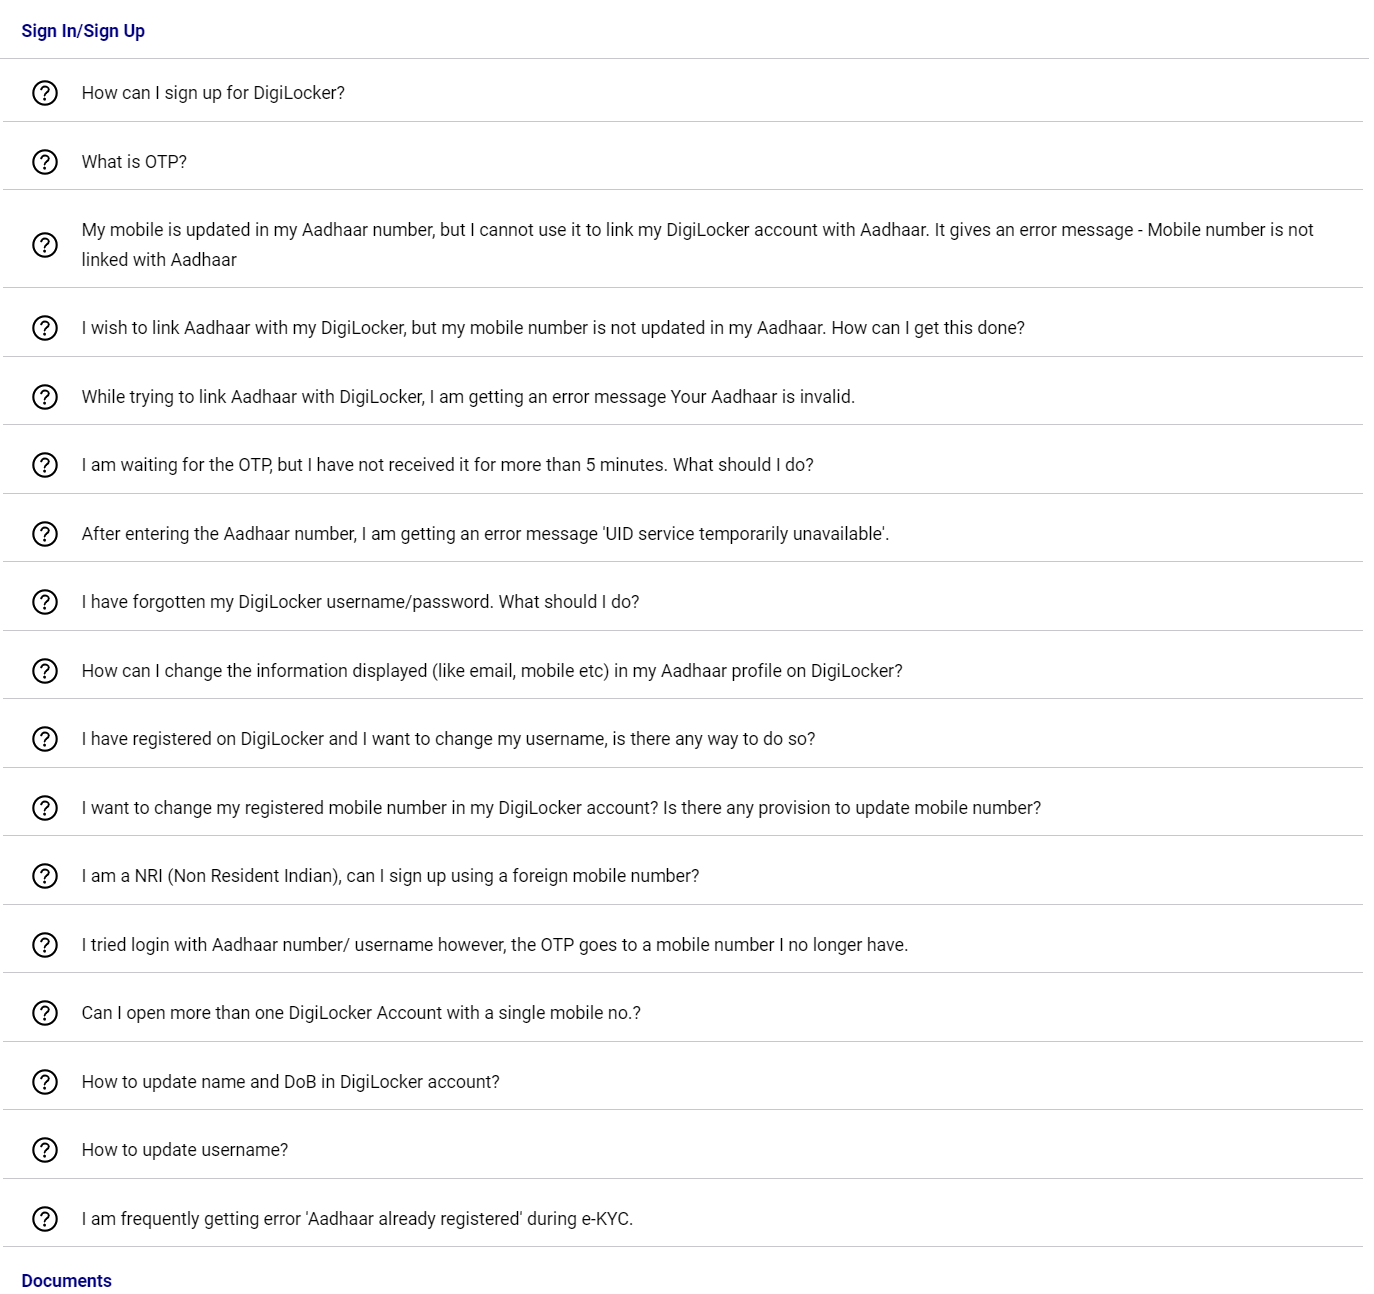 Sign In/Sign Up
How can I sign up for DigiLocker?
What is OTP?
My mobile is updated in my Aadhaar number, but I cannot use it to link my DigiLocker account with Aadhaar. It gives an error message - Mobile number is not
linked with Aadhaar
I wish to link Aadhaar with my DigiLocker, but my mobile number is not updated in my Aadhaar. How can I get this done?
While trying to link Aadhaar with DigiLocker, I am getting an error message Your Aadhaar is invalid.
I am waiting for the OTP, but I have not received it for more than 5 minutes. What should I do?
After entering the Aadhaar number, I am getting an error message 'UID service temporarily unavailable'.
I have forgotten my DigiLocker username/password. What should I do?
How can I change the information displayed (like email, mobile etc) in my Aadhaar profile on DigiLocker?
I have registered on DigiLocker and I want to change my username, is there any way to do so?
I want to change my registered mobile number in my DigiLocker account? Is there any provision to update mobile number?
I am a NRI (Non Resident Indian), can I sign up using a foreign mobile number?
I tried login with Aadhaar number/ username however, the OTP goes to a mobile number I no longer have.
Can I open more than one DigiLocker Account with a single mobile no.?
How to update name and DoB in DigiLocker account?
How to update username?
I am frequently getting error 'Aadhaar already registered' during e-KYC.
Documents